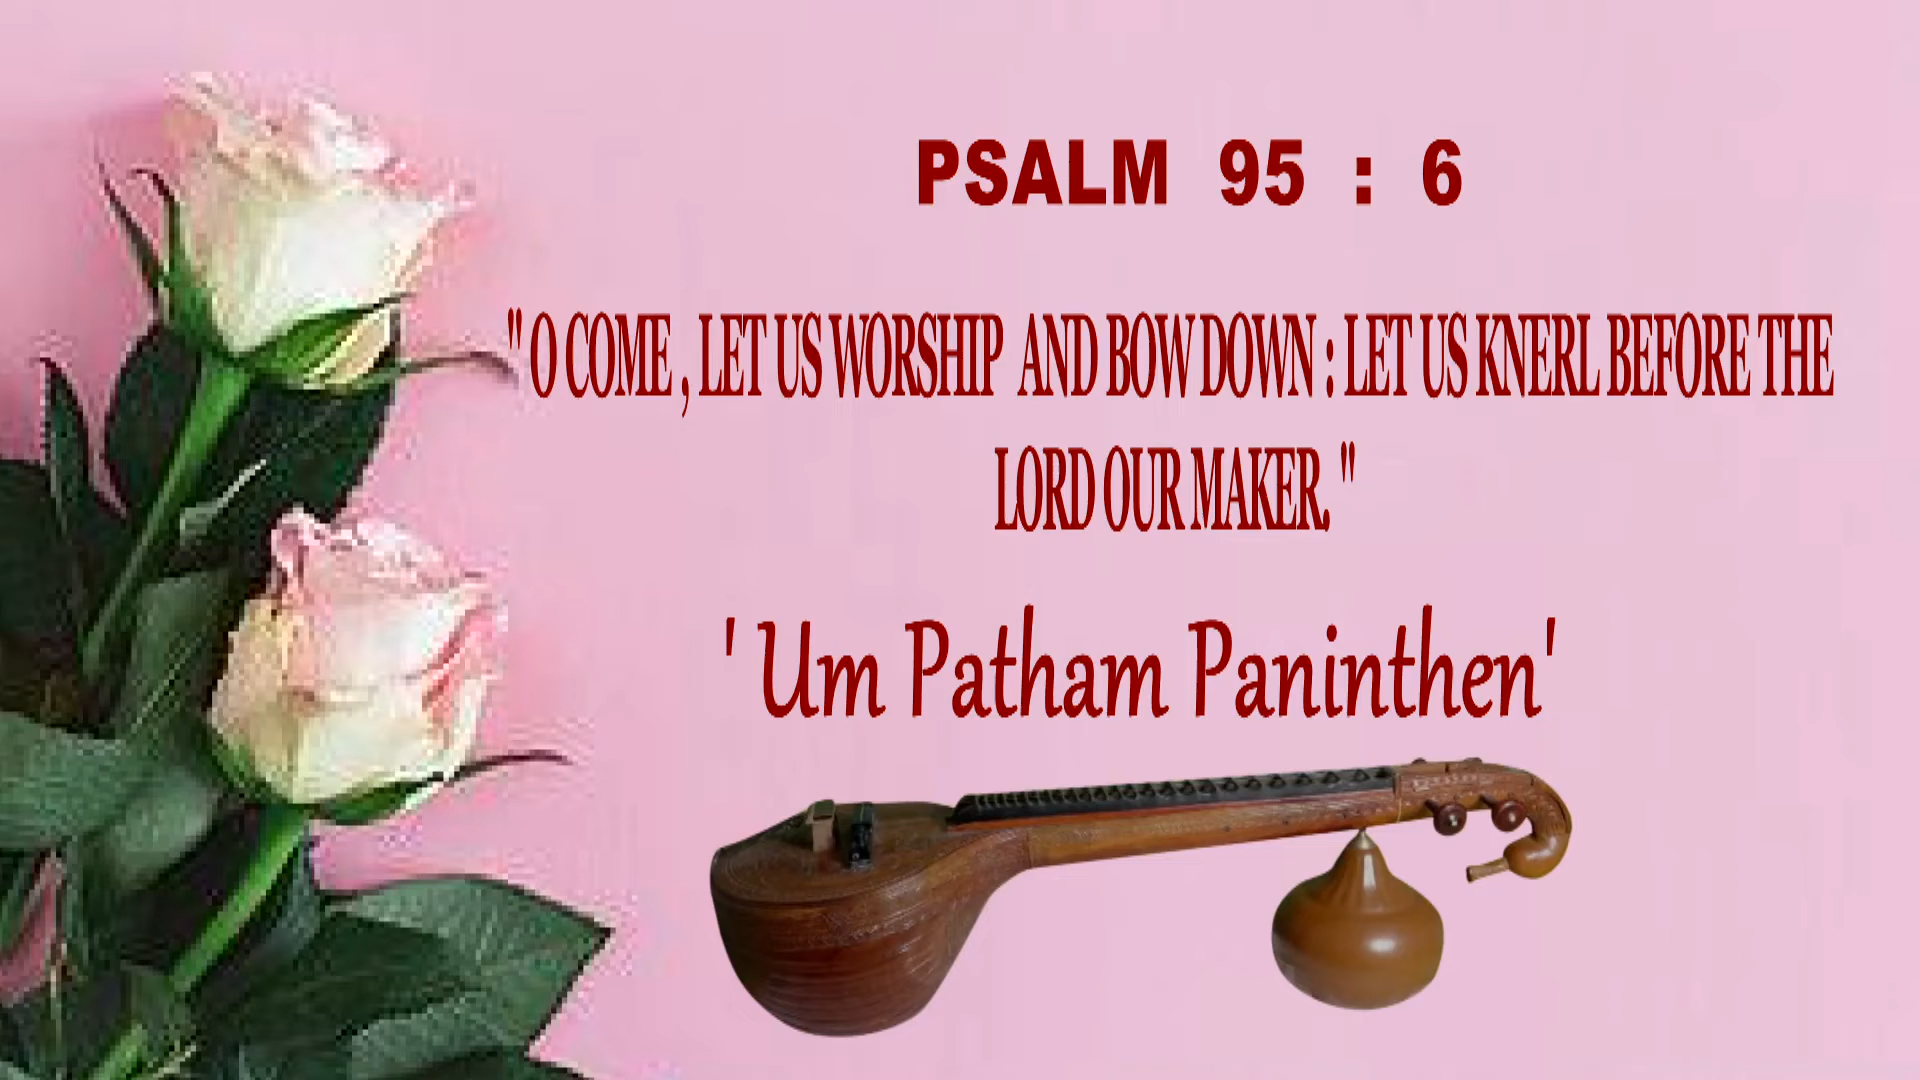 PSALM 95 : 6
" O COME , LET US WORSHIP AND BOW DOWN : LET US KNERL BEFORE THE
LORD OUR MAKER. "
' Um Patham Paninthen'